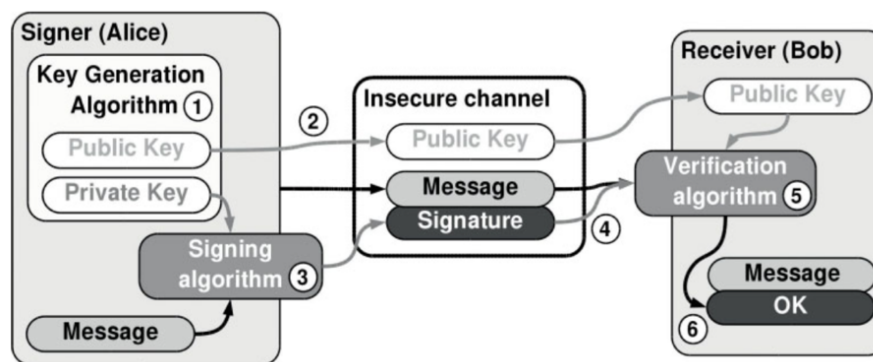 Signer (Alice)
Key Generation
Algorithm 1
Public Key
Private Key
Signing
algorithm 3
Message
2
Insecure channel
Public Key
Message
Signature
4
Receiver (Bob)
Public Key
Verification
algorithm 5
Message
OK
6